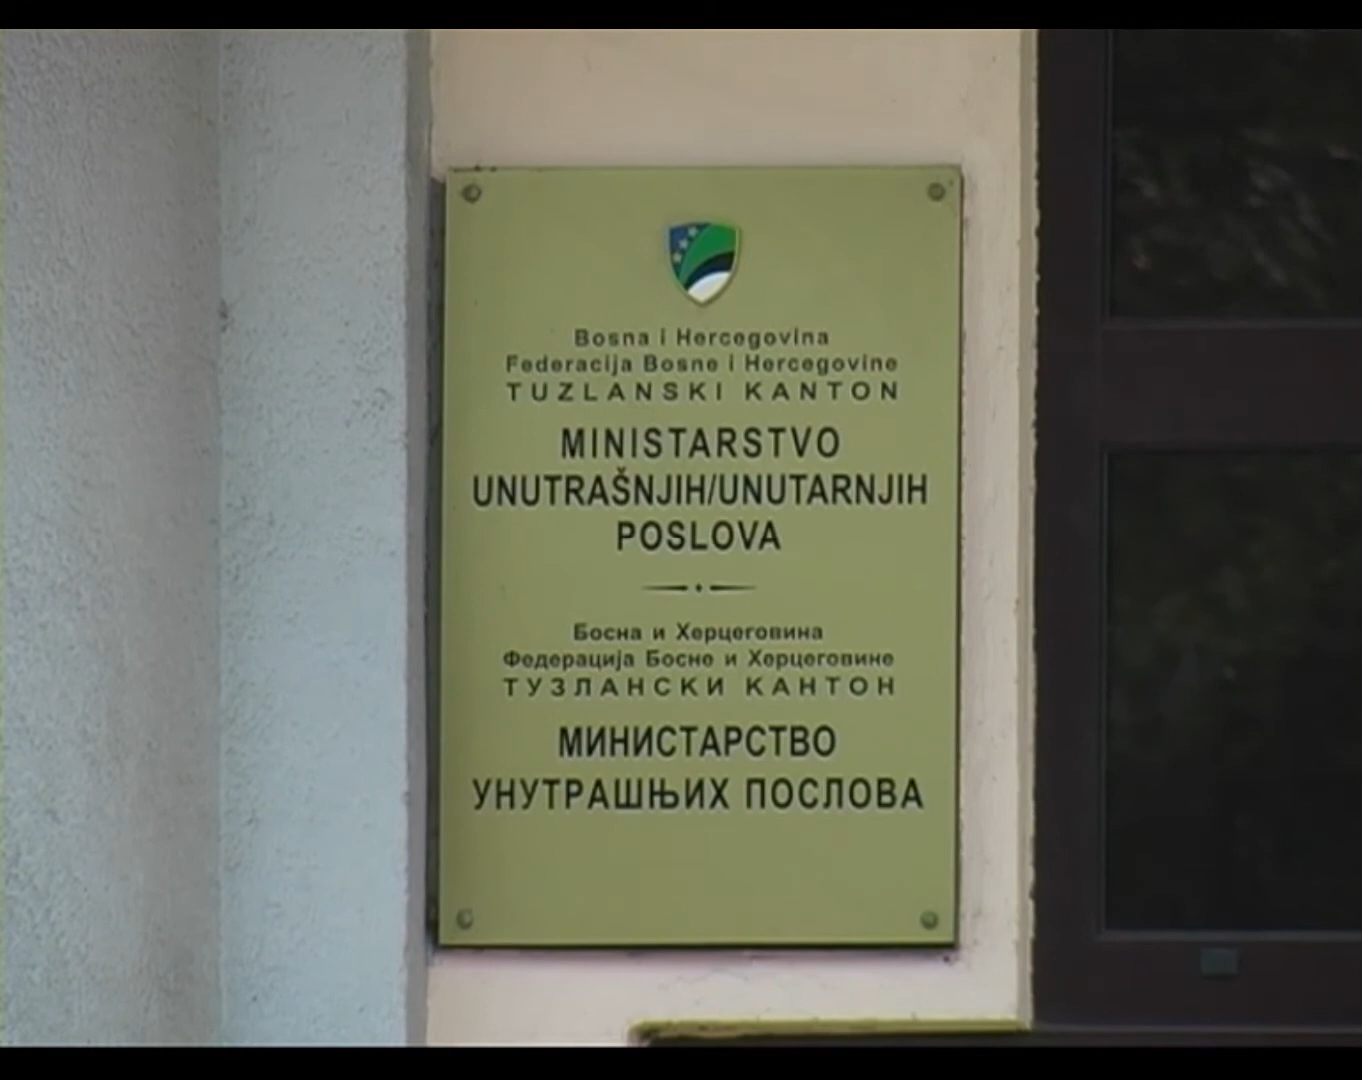 Bosna i Hercegovina
Federacija Bosne i Hercegovine
TUZLANSKI KANTON
MINISTARSTVO
UNUTRAŠNJIH/UNUTARNJIH
POSLOVA
Босна и Херцеговина
Федерација Босне и Херцеговине
ТУЗЛАНСКИ КАНТОН
МИНИСТАРСТВО
УНУТРАШЊИХ ПОСЛОВА